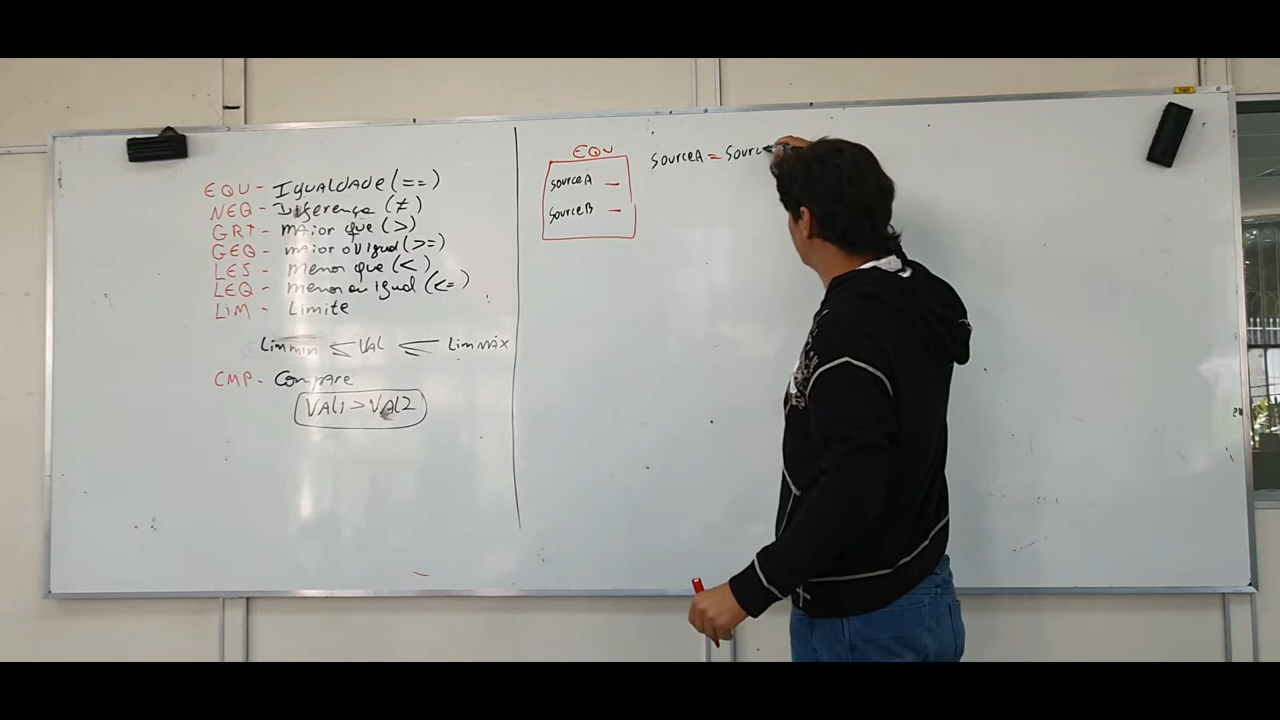 EQU - Igualdade (==)
NEQ - Diferença (≠)
GRT - maior que (>)
GEQ - maior ou igual (>=)
LES - menor que (<)
LEQ - menor ou igual (<=)
LIM - Limite
Limmin <= VAL <= LimMÁX
CMP - Compare
VAL1 > VAL2
EQU
SourceA -
SourceB -
SourceA = Sourc